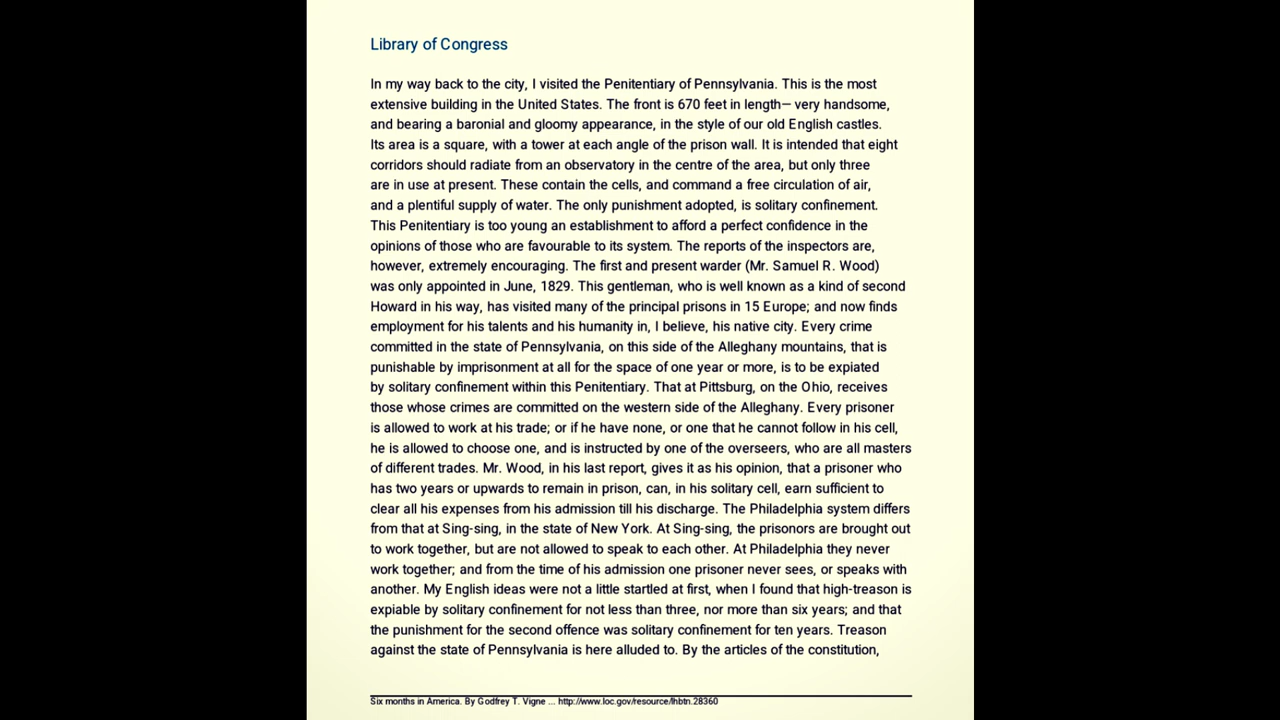 Library of Congress
In my way back to the city, I visited the Penitentiary of Pennsylvania. This is the most
extensive building in the United States. The front is 670 feet in length— very handsome,
and bearing a baronial and gloomy appearance, in the style of our old English castles.
Its area is a square, with a tower at each angle of the prison wall. It is intended that eight
corridors should radiate from an observatory in the centre of the area, but only three
are in use at present. These contain the cells, and command a free circulation of air,
and a plentiful supply of water. The only punishment adopted, is solitary confinement.
This Penitentiary is too young an establishment to afford a perfect confidence in the
opinions of those who are favourable to its system. The reports of the inspectors are,
however, extremely encouraging. The first and present warder (Mr. Samuel R. Wood)
was only appointed in June, 1829. This gentleman, who is well known as a kind of second
Howard in his way, has visited many of the principal prisons in 15 Europe; and now finds
employment for his talents and his humanity in, I believe, his native city. Every crime
committed in the state of Pennsylvania, on this side of the Alleghany mountains, that is
punishable by imprisonment at all for the space of one year or more, is to be expiated
by solitary confinement within this Penitentiary. That at Pittsburg, on the Ohio, receives
those whose crimes are committed on the western side of the Alleghany. Every prisoner
is allowed to work at his trade; or if he have none, or one that he cannot follow in his cell,
he is allowed to choose one, and is instructed by one of the overseers, who are all masters
of different trades. Mr. Wood, in his last report, gives it as his opinion, that a prisoner who
has two years or upwards to remain in prison, can, in his solitary cell, earn sufficient to
clear all his expenses from his admission till his discharge. The Philadelphia system differs
from that at Sing-sing, in the state of New York. At Sing-sing, the prisonors are brought out
to work together, but are not allowed to speak to each other. At Philadelphia they never
work together; and from the time of his admission one prisoner never sees, or speaks with
another. My English ideas were not a little startled at first, when I found that high-treason is
expiable by solitary confinement for not less than three, nor more than six years; and that
the punishment for the second offence was solitary confinement for ten years. Treason
against the state of Pennsylvania is here alluded to. By the articles of the constitution,
Six months in America. By Godfrey T. Vigne ... http://www.loc.gov/resource/lhbtn.28360